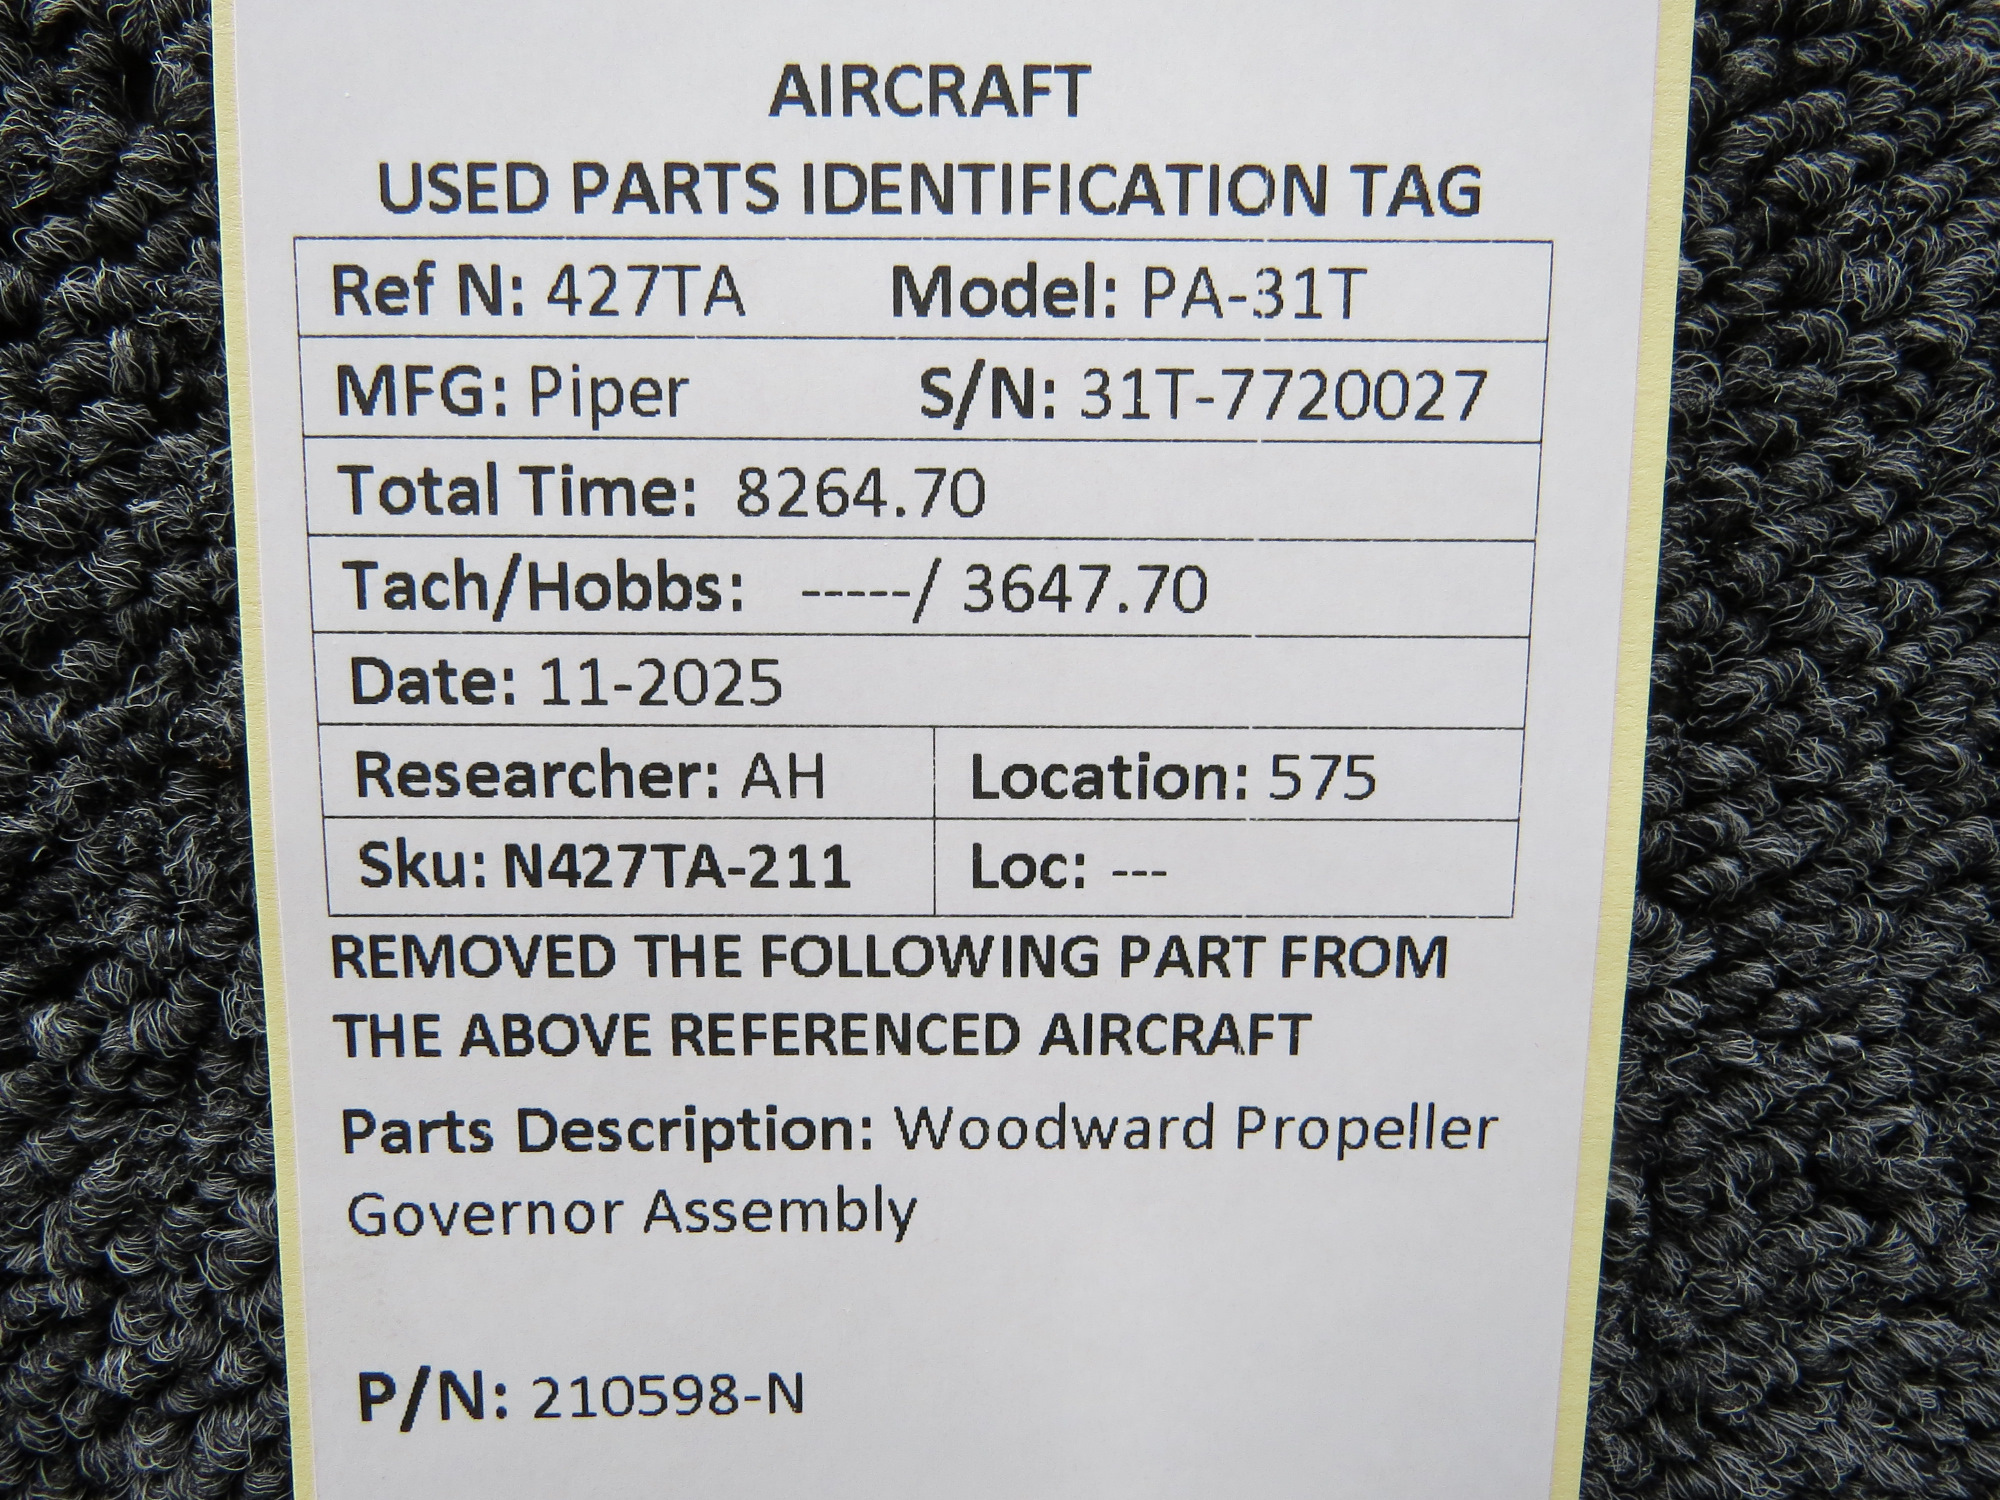 AIRCRAFT
USED PARTS IDENTIFICATION TAG
Ref N: 427TA Model: PA-31T
MFG: Piper S/N: 31T-7720027
Total Time: 8264.70
Tach/Hobbs: -----/ 3647.70
Date: 11-2025
Researcher: AH Location: 575
Sku: N427TA-211 Loc: ---
REMOVED THE FOLLOWING PART FROM
THE ABOVE REFERENCED AIRCRAFT
Parts Description: Woodward Propeller
Governor Assembly
P/N: 210598-N